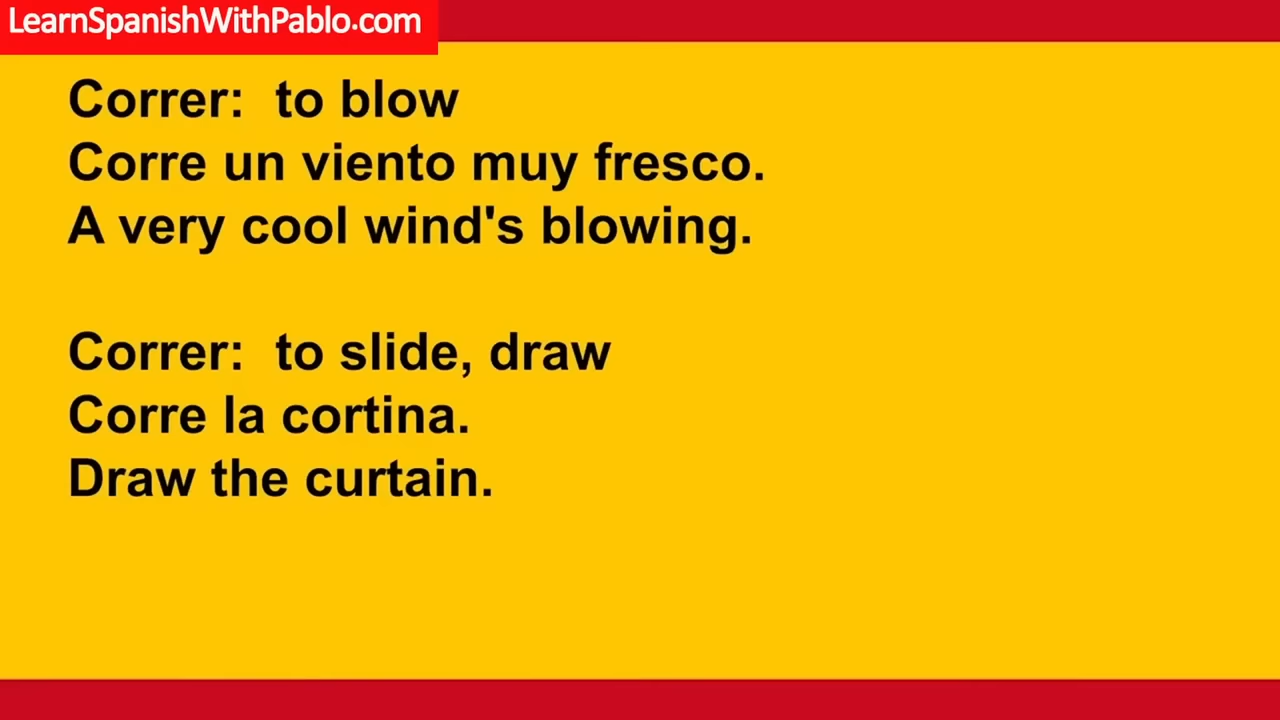 LearnSpanishWithPablo.com
Correer: to blow
Corre un viento muy fresco.
A very cool wind's blowing.
Correr: to slide, draw
Corre la cortina.
Draw the curtain.